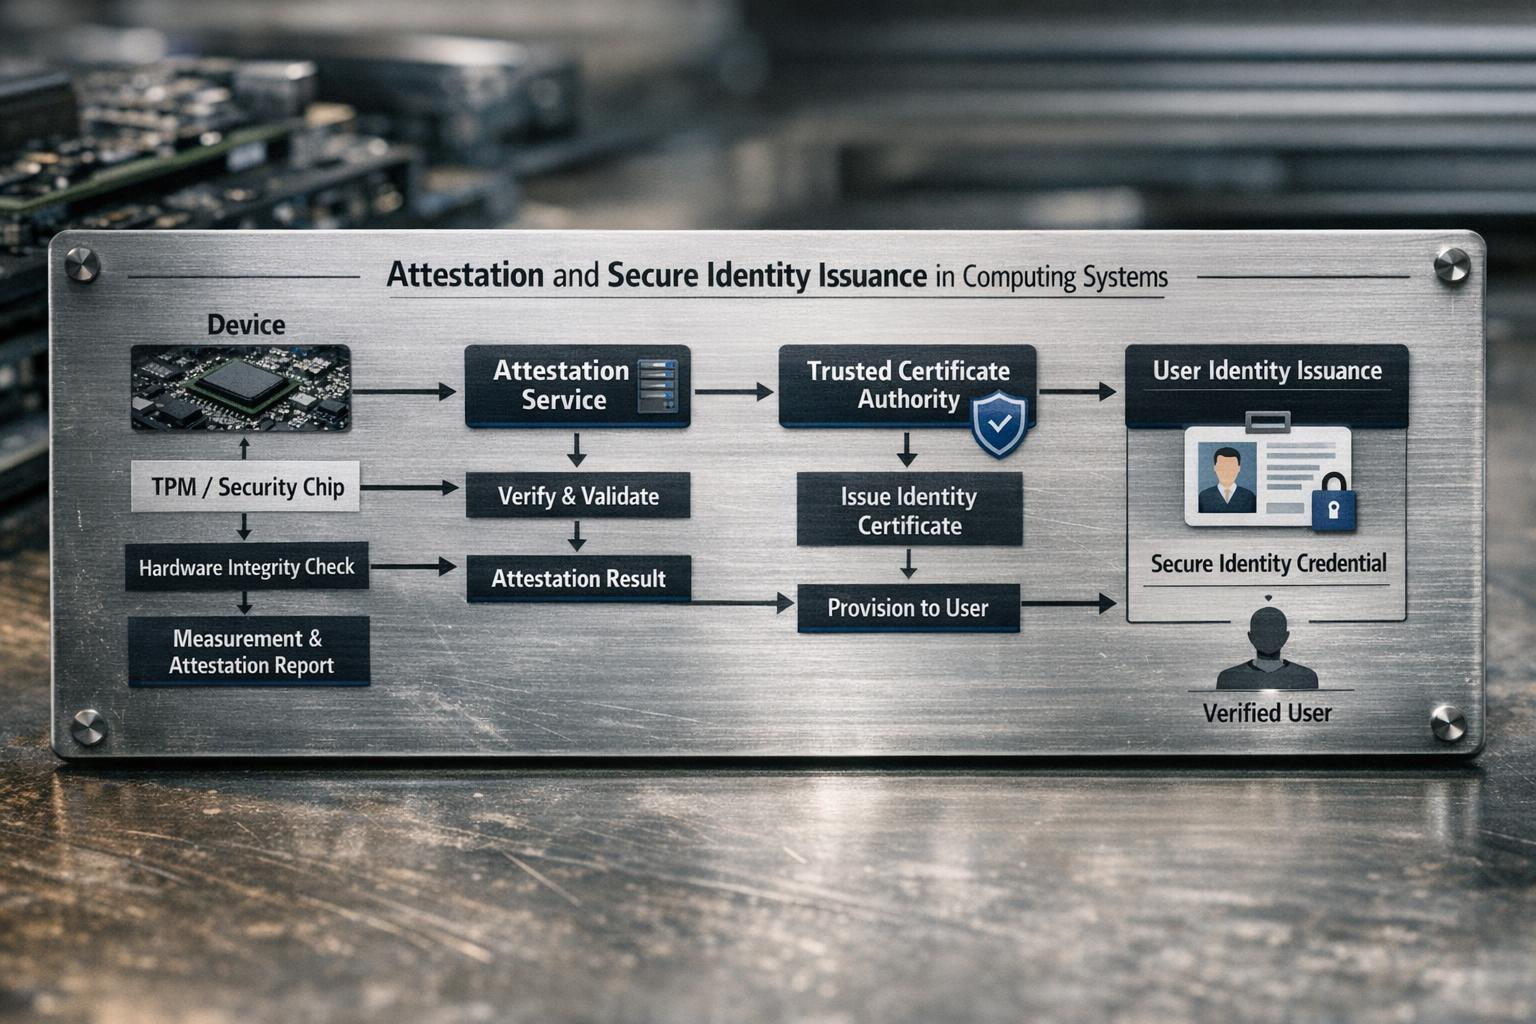 Attestation and Secure Identity Issuance in Computing Systems
Device
TPM / Security Chip
Hardware Integrity Check
Measurement &
Attestation Report
Attestation
Service
Verify & Validate
Attestation Result
Trusted Certificate
Authority
Issue Identity
Certificate
Provision to User
User Identity Issuance
Secure Identity Credential
Verified User